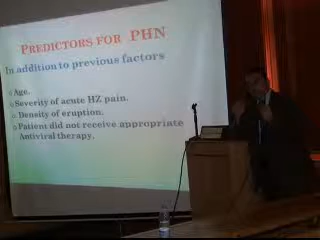 PREDICTORS FOR PHN
In addition to previous factors
Age.
Severity of acute HZ pain.
Density of eruption.
Patient did not receive appropriate
Antiviral therapy.